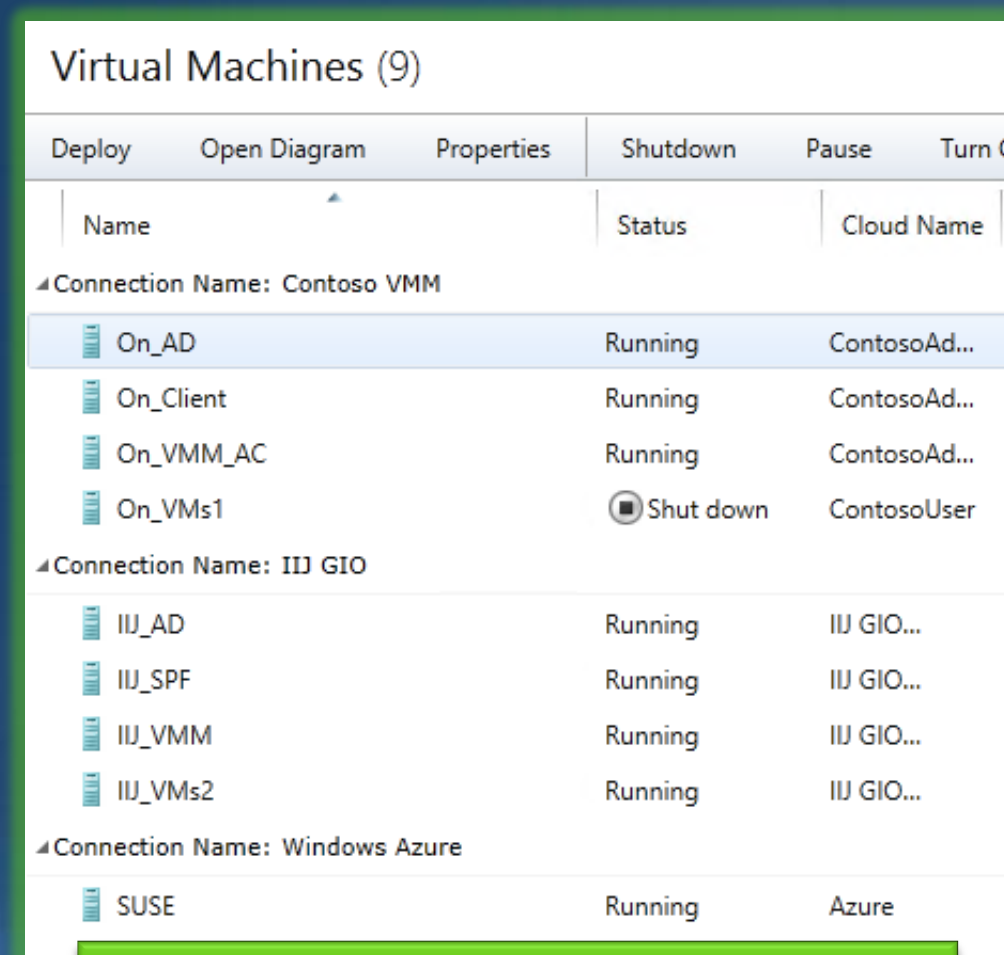 Virtual Machines (9)
Deploy Open Diagram Properties Shutdown Pause Turn
Name Status Cloud Name
Connection Name: Contoso VMM
On_AD Running ContosoAd...
On_Client Running ContosoAd...
On_VMM_AC Running ContosoAd...
On_VMs1 Shut down ContosoUser
Connection Name: IIJ GIO
IIJ_AD Running IIJ GIO...
IIJ_SPF Running IIJ GIO...
IIJ_VMM Running IIJ GIO...
IIJ_VMs2 Running IIJ GIO...
Connection Name: Windows Azure
SUSE Running Azure